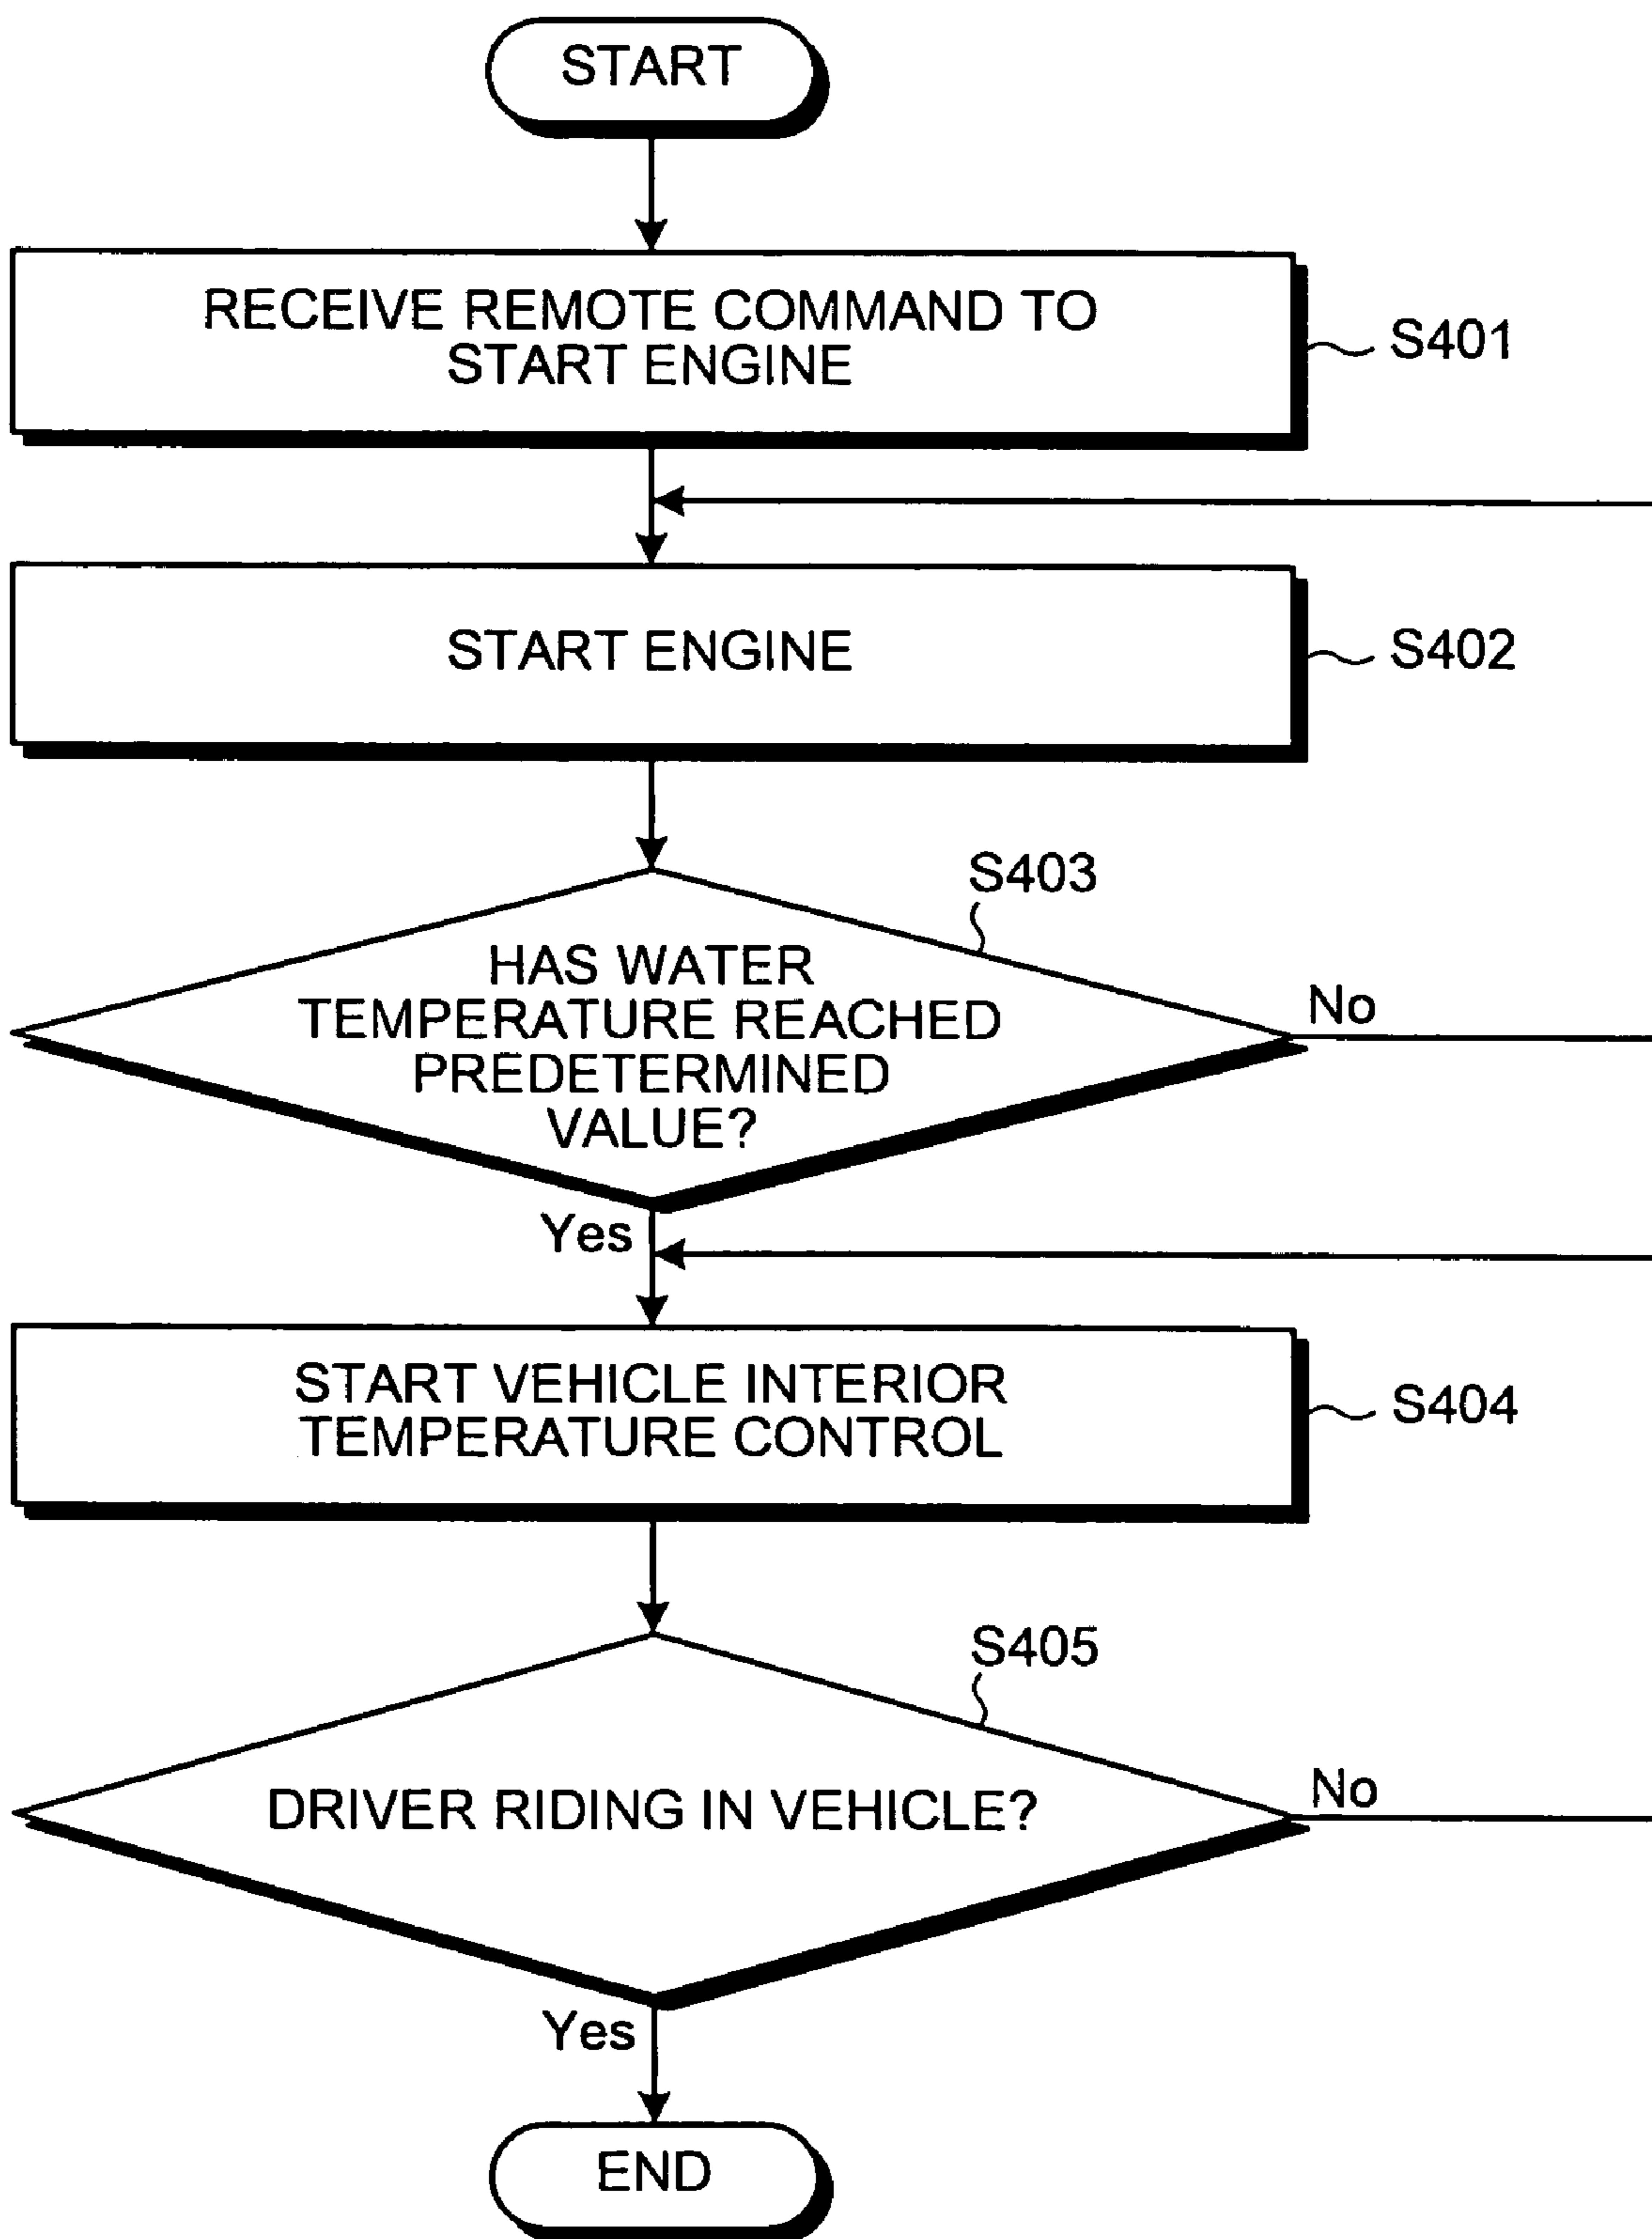 START
RECEIVE REMOTE COMMAND TO
START ENGINE
S401
START ENGINE
S402
S403
HAS WATER
TEMPERATURE REACHED
PREDETERMINED
VALUE?
No
Yes
START VEHICLE INTERIOR
TEMPERATURE CONTROL
S404
S405
DRIVER RIDING IN VEHICLE?
No
Yes
END